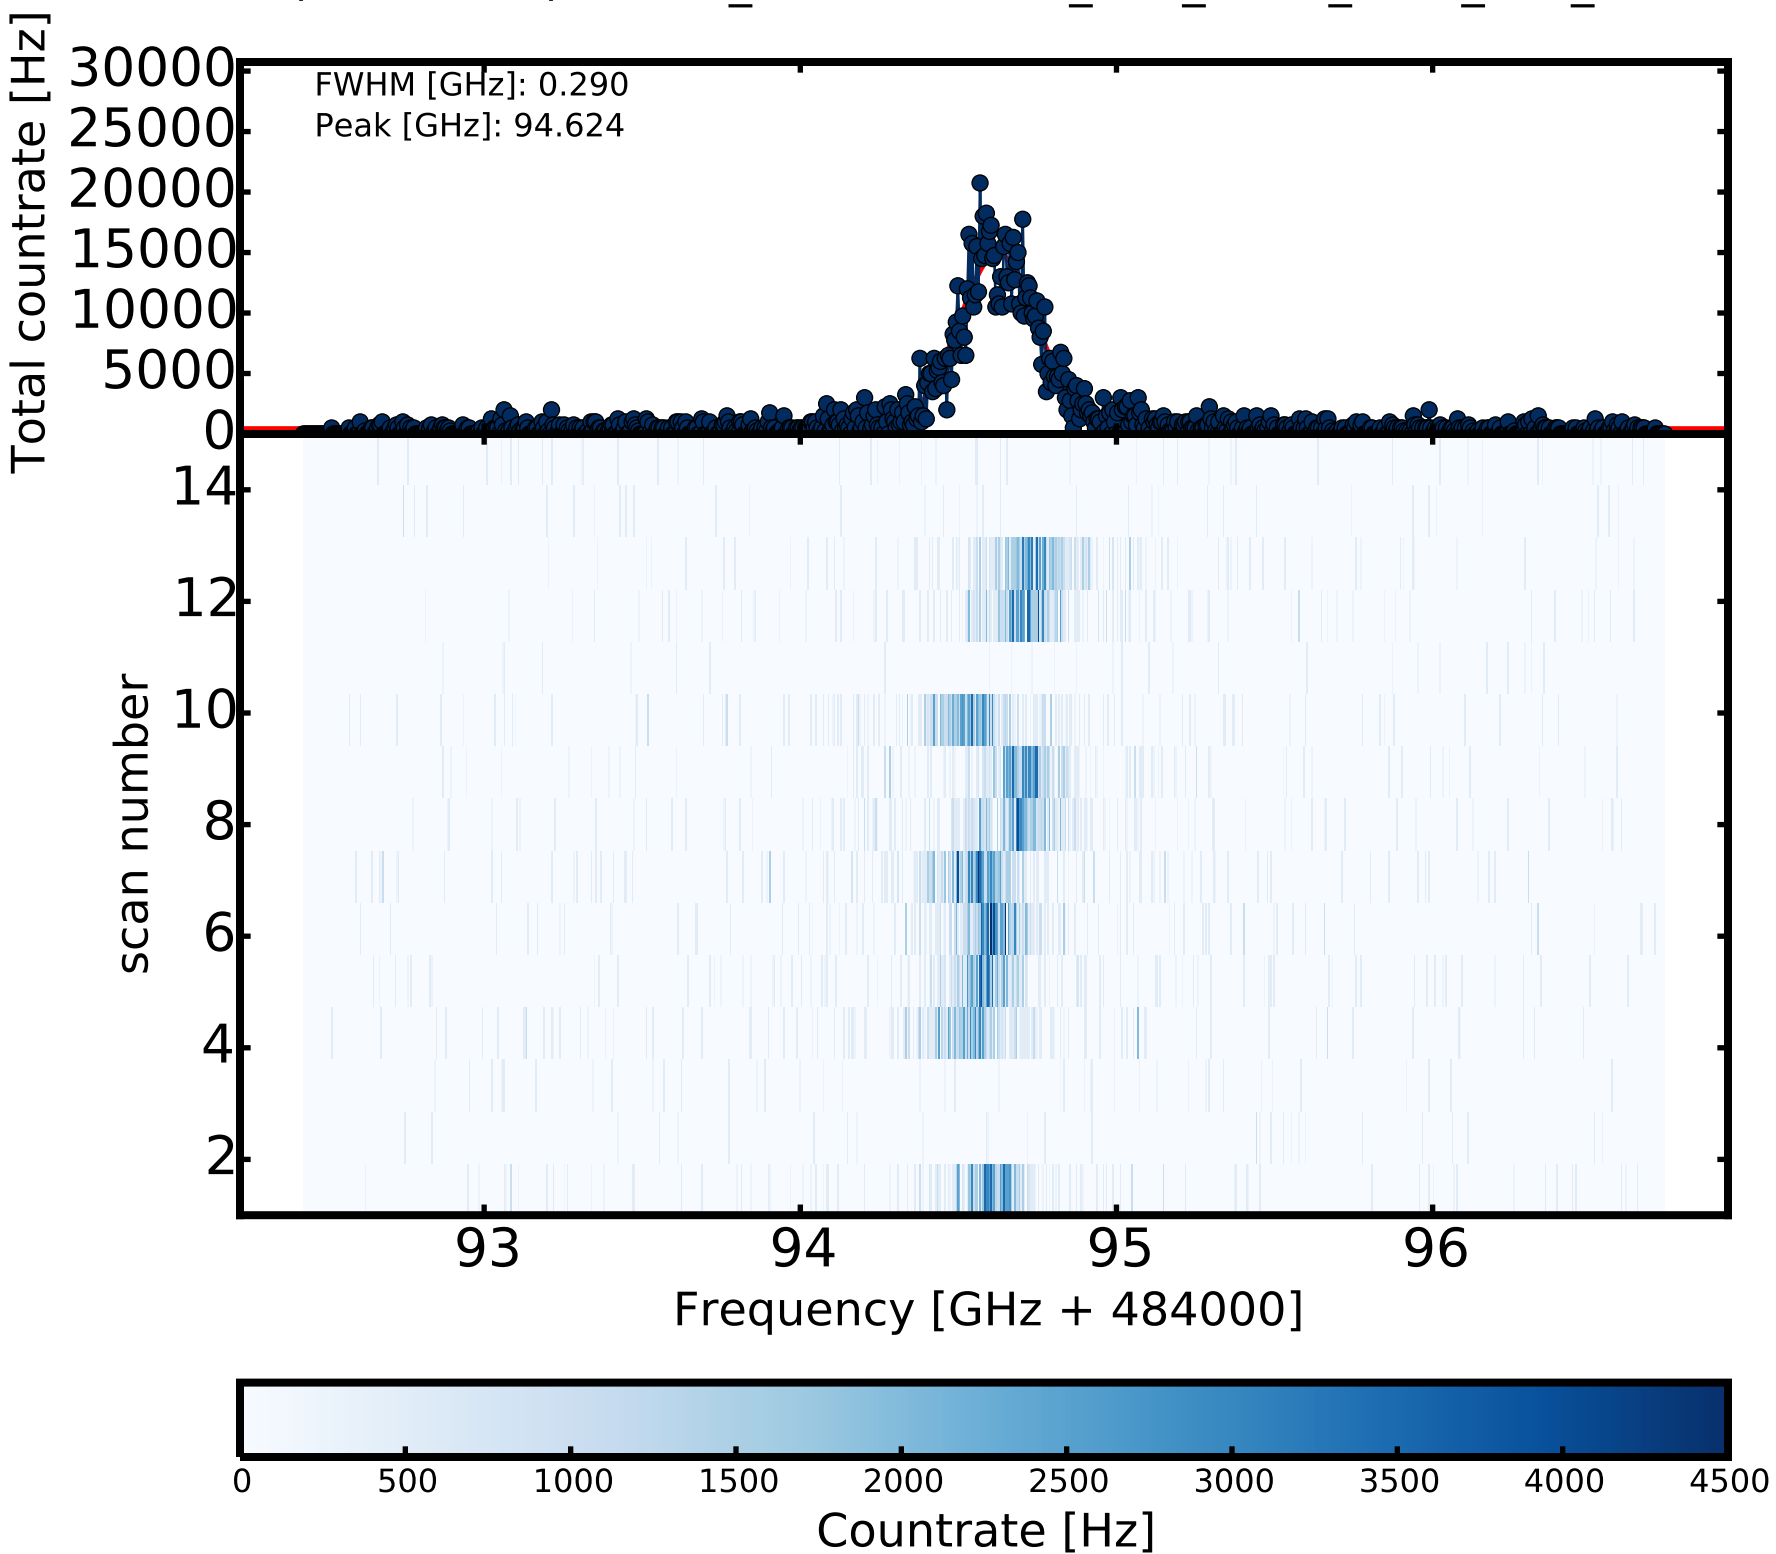 Total countrate [Hz]
30000
25000
20000
15000
10000
5000
0
FWHM [GHz]: 0.290
Peak [GHz]: 94.624
scan number
14
12
10
8
6
4
2
93 94 95 96
Frequency [GHz + 484000]
0 500 1000 1500 2000 2500 3000 3500 4000 4500
Countrate [Hz]